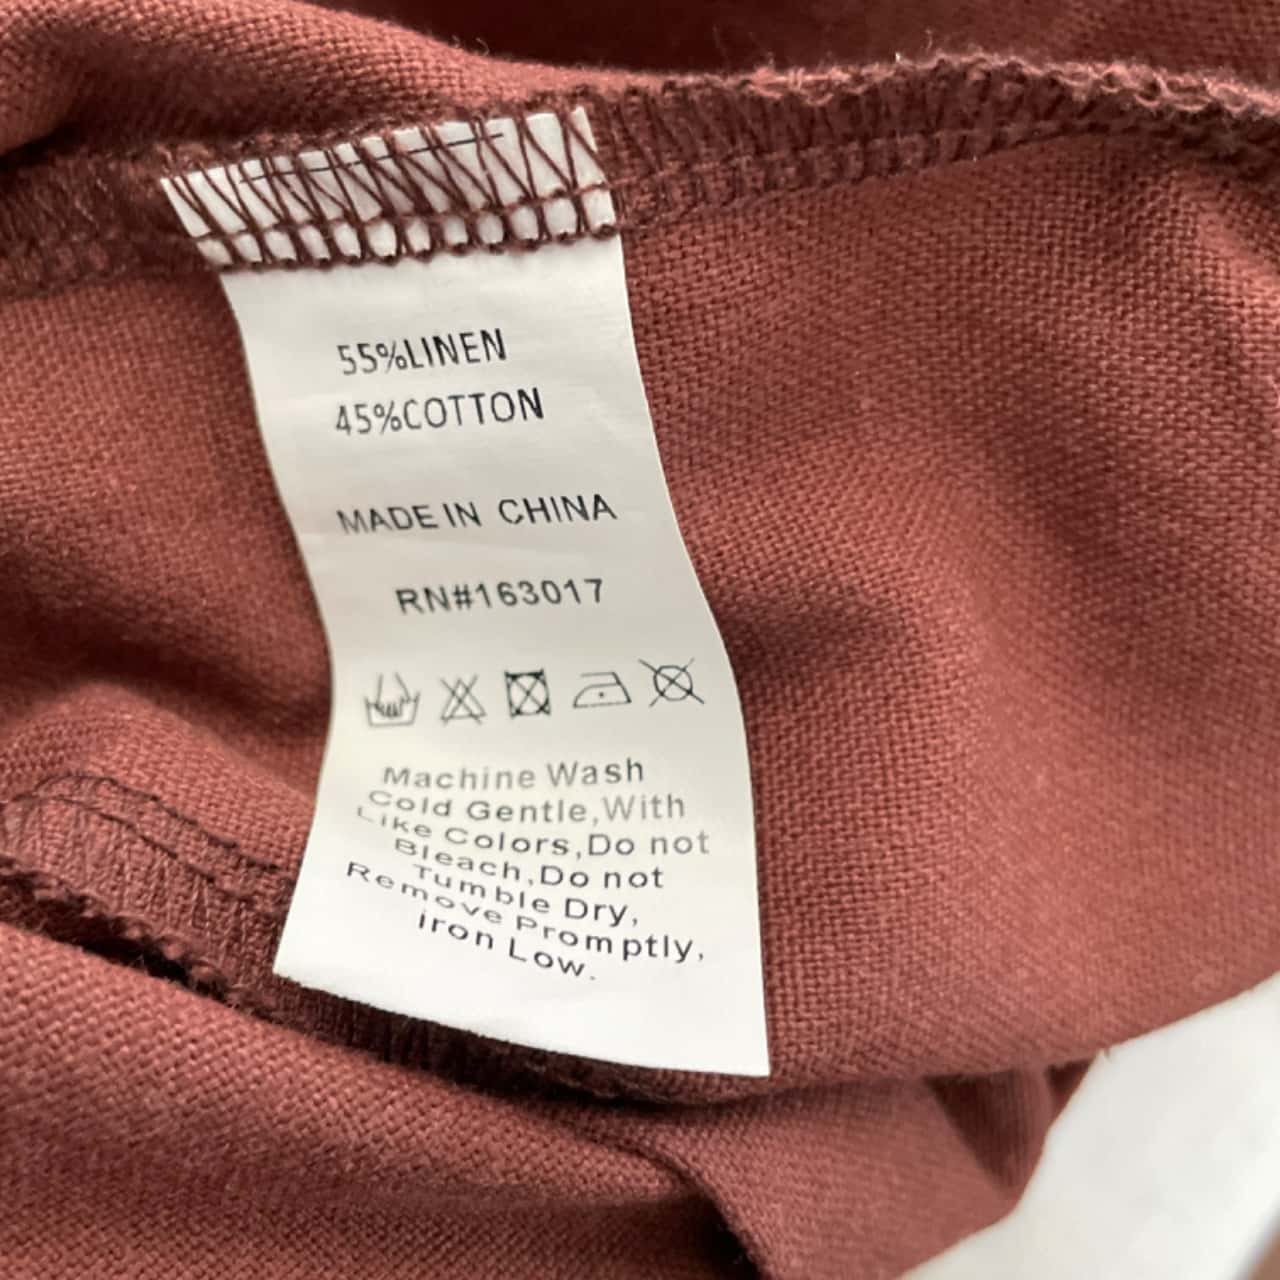 55%LINEN
45%COTTON
MADE IN CHINA
RN#163017
Machine Wash
Cold Gentle,With
Like Colors,Do not
Bleach,Do not
Tumble Dry,
Remove Promptly,
Iron Low.